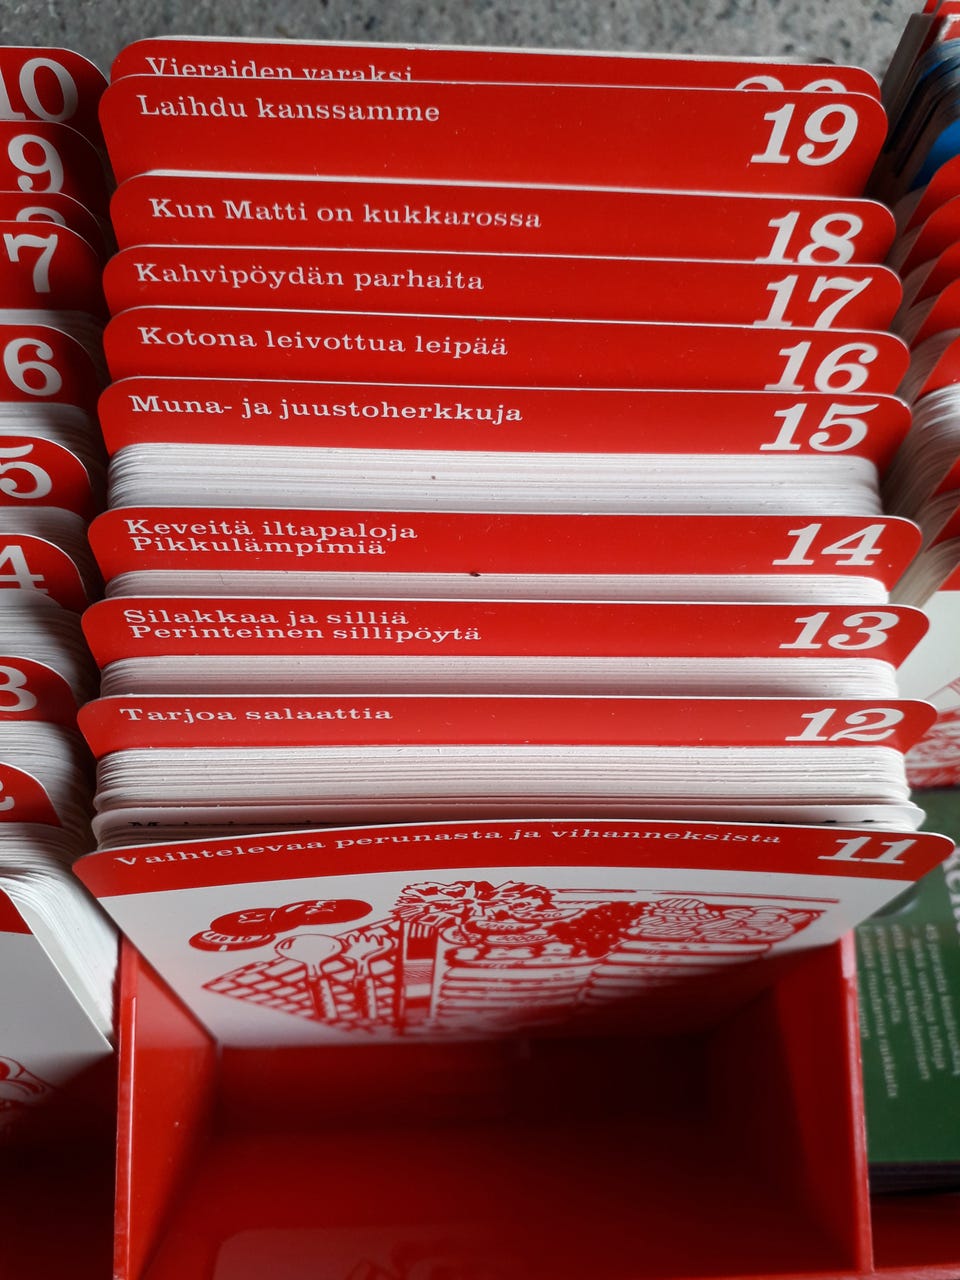 10
9
7
6
5
4
3
2
Vieraiden varaksi 20
Laihdu kanssamme 19
Kun Matti on kukkarossa 18
Kahvipöydän parhaita 17
Kotona leivottua leipää 16
Muna- ja juustoherkkuja 15
Keveitä iltapaloja
Pikkulämpimiä 14
Silakkaa ja silliä
Perinteinen sillipöytä 13
Tarjoa salaattia 12
Vaihtelevaa perunasta ja vihanneksista 11